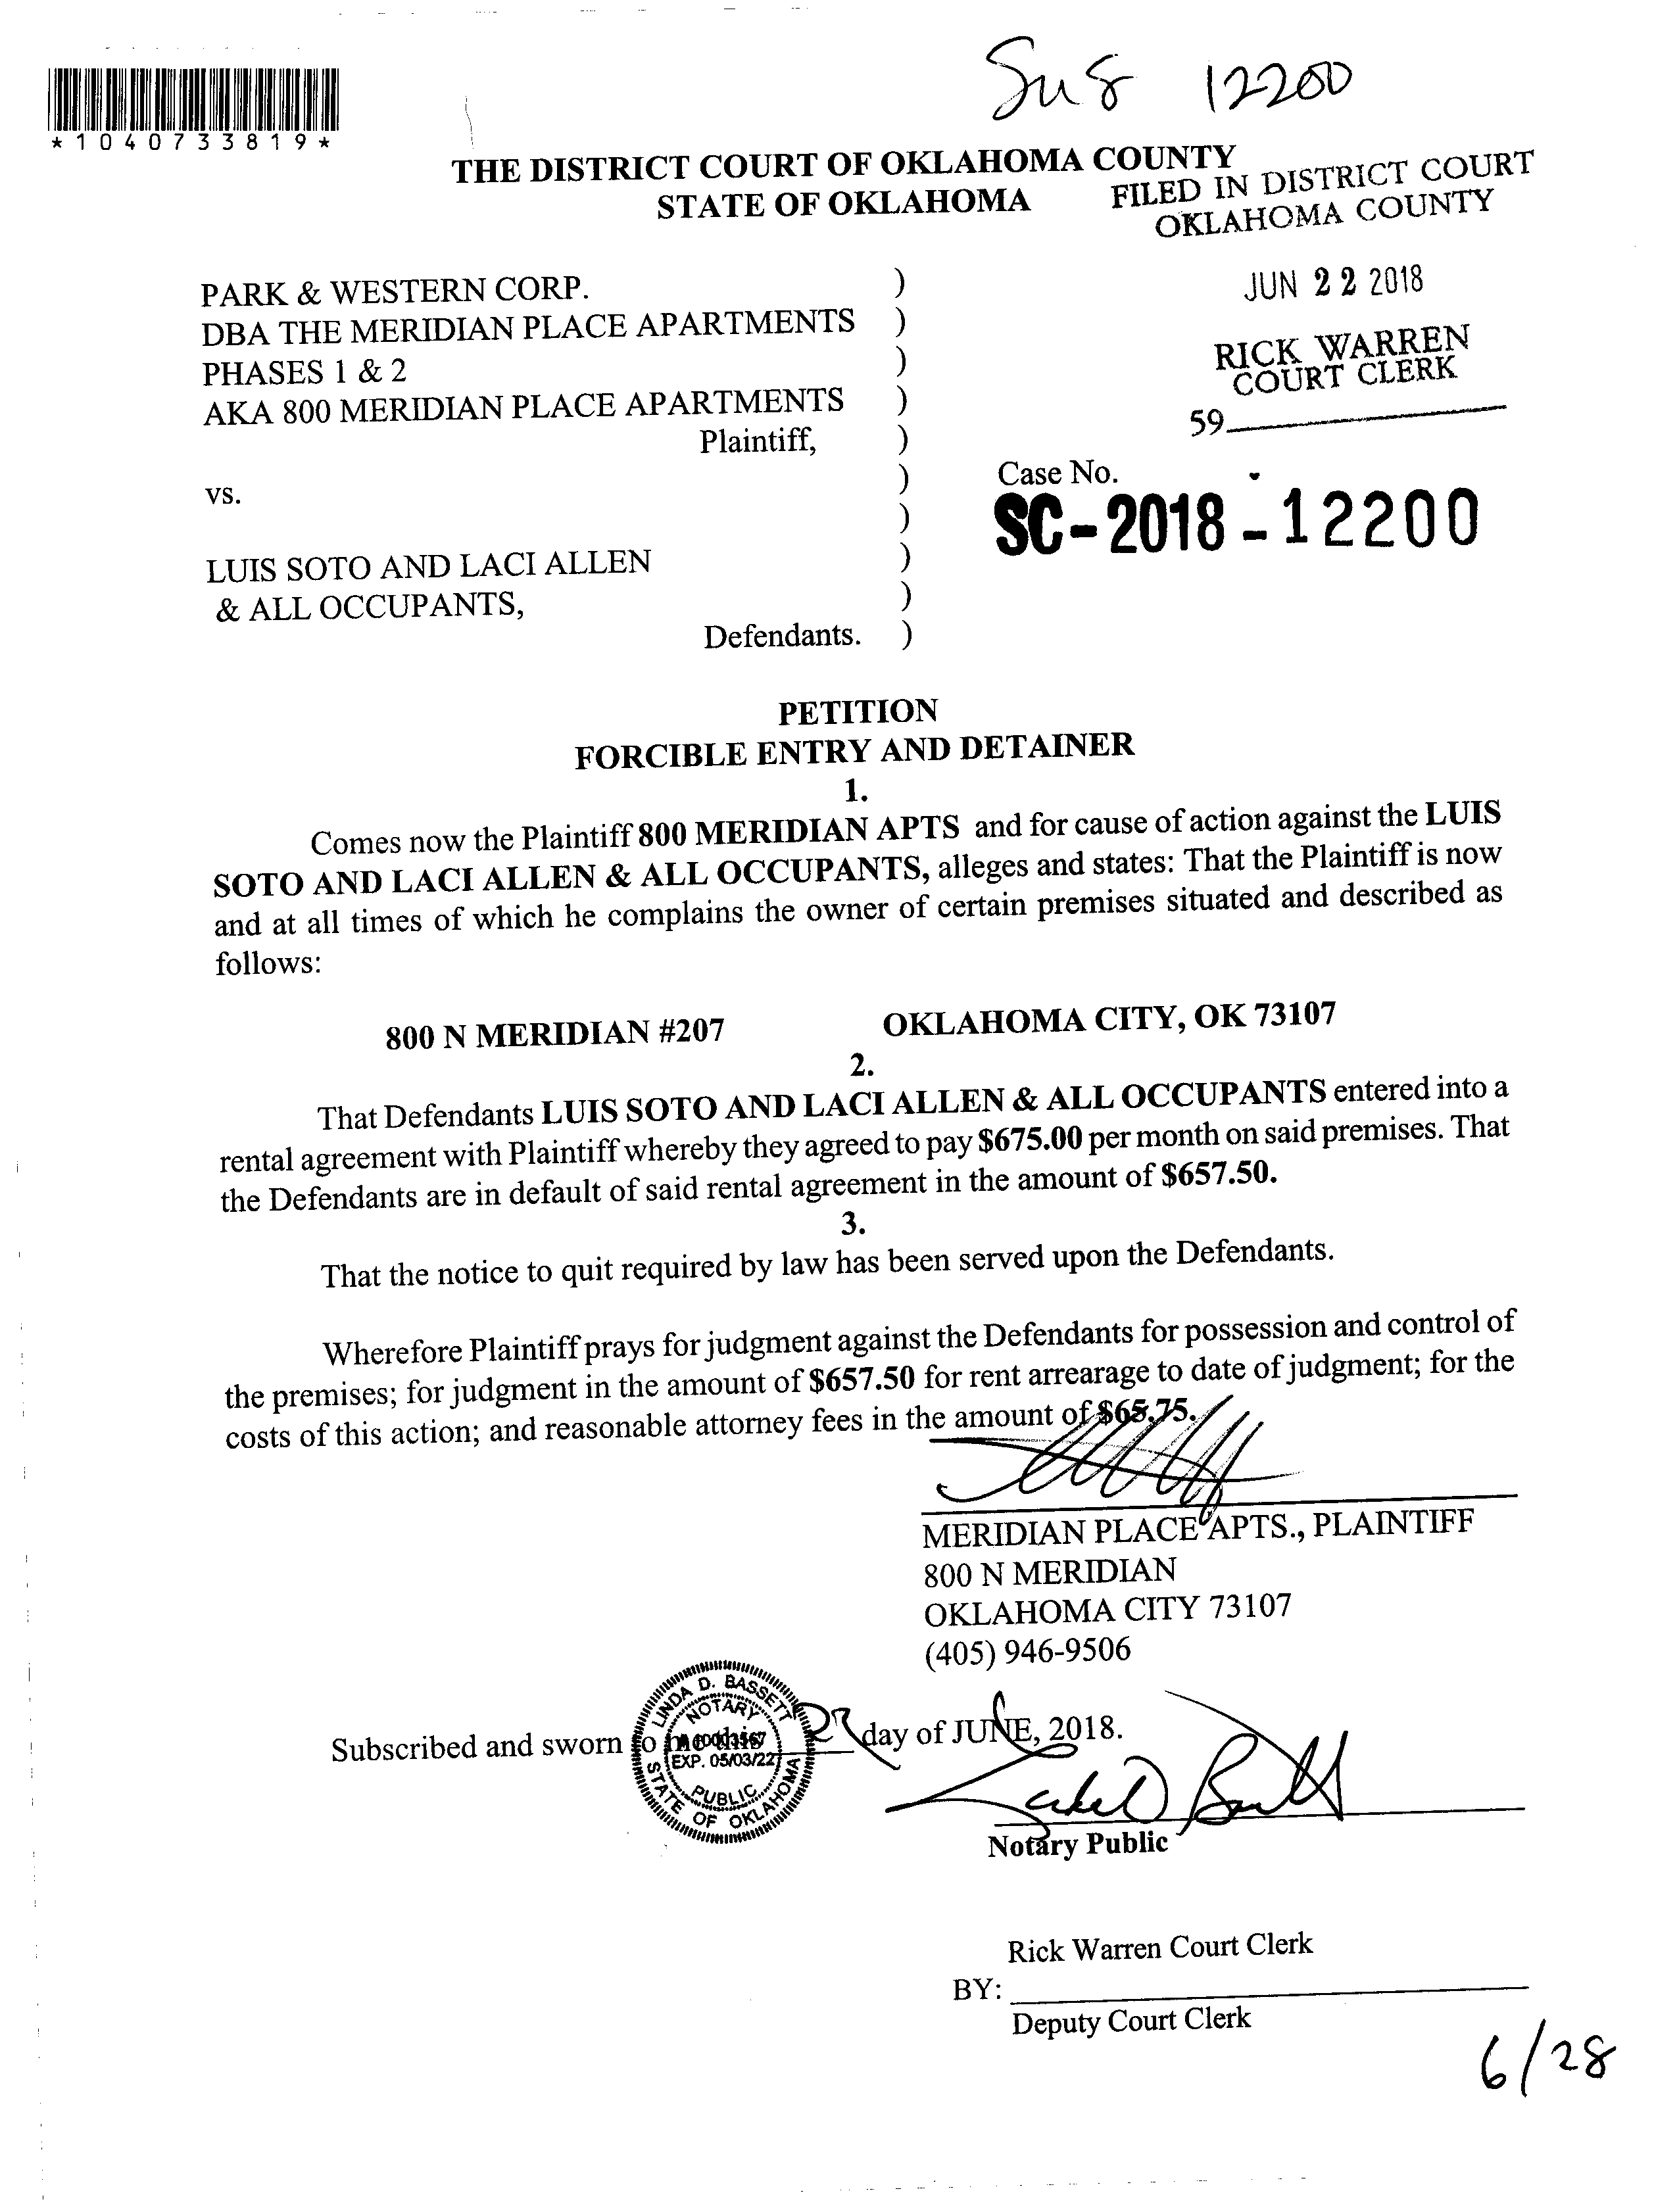 Su8 12200
*1040733819*
THE DISTRICT COURT OF OKLAHOMA COUNTY
STATE OF OKLAHOMA
FILED IN DISTRICT COURT
OKLAHOMA COUNTY
JUN 22 2018
RICK WARREN
COURT CLERK
59
PARK & WESTERN CORP. )
DBA THE MERIDIAN PLACE APARTMENTS )
PHASES 1 & 2 )
AKA 800 MERIDIAN PLACE APARTMENTS )
Plaintiff, )
) Case No.
vs.
) SC-2018-12200
LUIS SOTO AND LACI ALLEN )
& ALL OCCUPANTS, )
Defendants. )
PETITION
FORCIBLE ENTRY AND DETAINER
1.
Comes now the Plaintiff 800 MERIDIAN APTS and for cause of action against the LUIS
SOTO AND LACI ALLEN & ALL OCCUPANTS, alleges and states: That the Plaintiff is now
and at all times of which he complains the owner of certain premises situated and described as
follows:
800 N MERIDIAN #207 OKLAHOMA CITY, OK 73107
2.
That Defendants LUIS SOTO AND LACI ALLEN & ALL OCCUPANTS entered into a
rental agreement with Plaintiff whereby they agreed to pay $675.00 per month on said premises. That
the Defendants are in default of said rental agreement in the amount of $657.50.
3.
That the notice to quit required by law has been served upon the Defendants.
Wherefore Plaintiff prays for judgment against the Defendants for possession and control of
the premises; for judgment in the amount of $657.50 for rent arrearage to date of judgment; for the
costs of this action; and reasonable attorney fees in the amount of $65.75.
MERIDIAN PLACE APTS., PLAINTIFF
800 N MERIDIAN
OKLAHOMA CITY 73107
(405) 946-9506
LINDA D. BASSETT
NOTARY
EXP. 05/03/22
PUBLIC
STATE OF OKLAHOMA
Subscribed and sworn to me this day of JUNE, 2018.
Notary Public
Rick Warren Court Clerk
BY:
Deputy Court Clerk
6/28